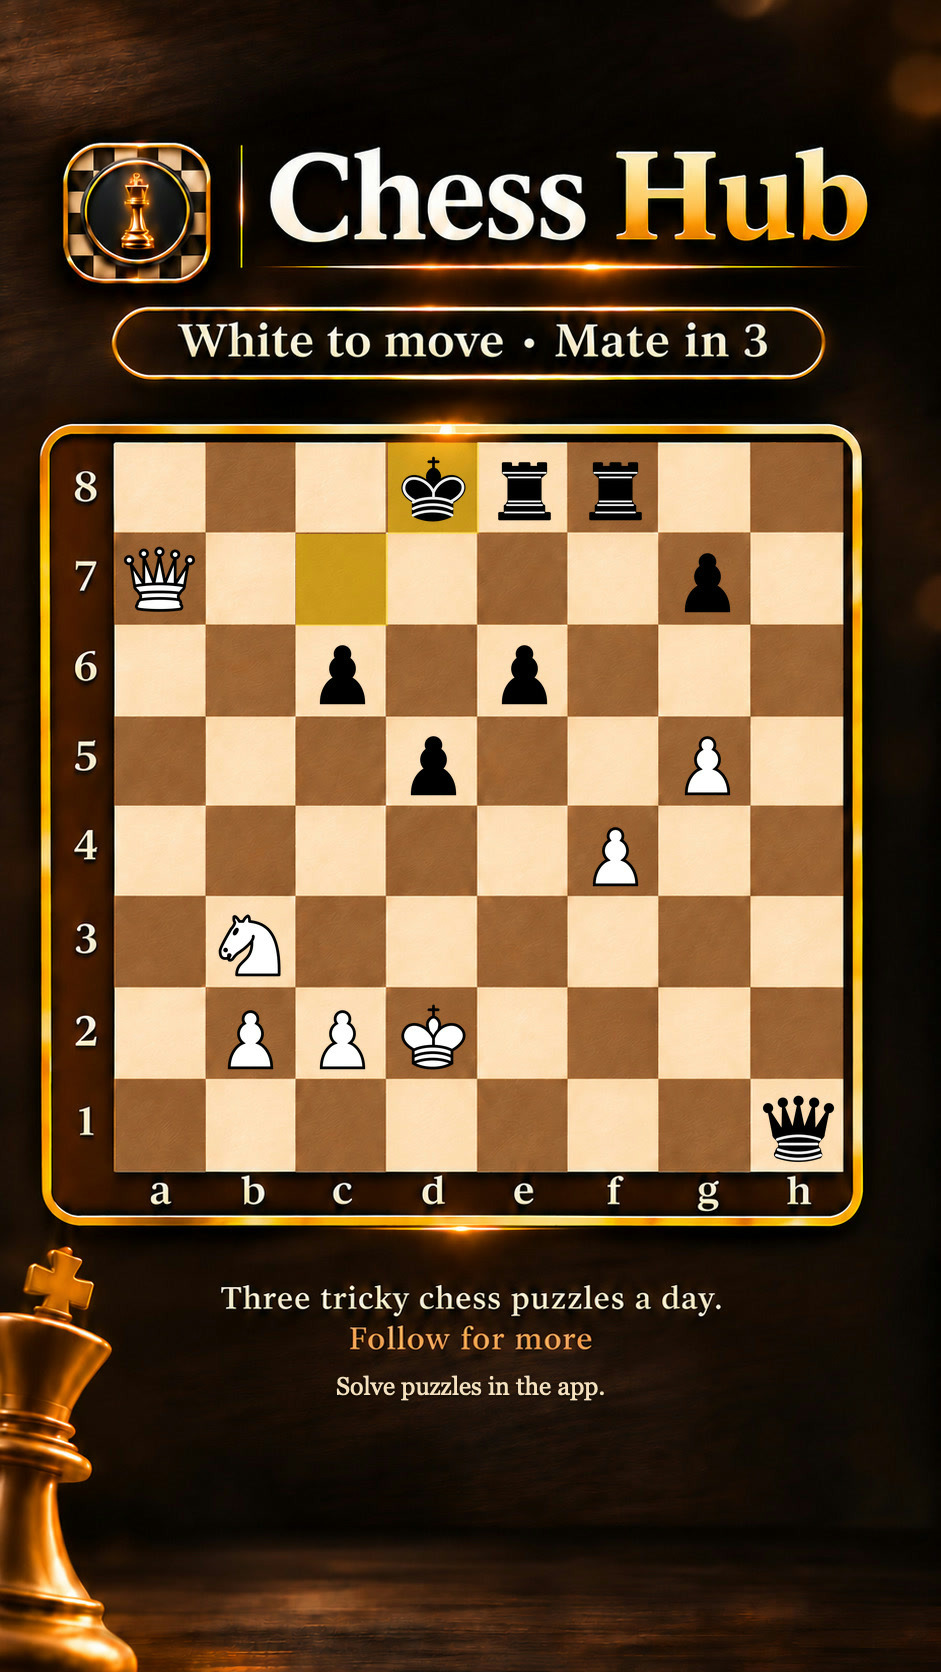 Chess Hub
White to move • Mate in 3
8
7
6
5
4
3
2
1
a b c d e f g h
Three tricky chess puzzles a day.
Follow for more
Solve puzzles in the app.